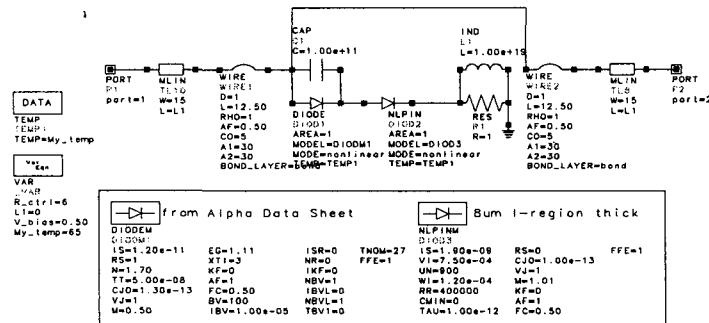 1
CAP
C1
C=1.00e+11
IND
L1
L=1.00e+19
PORT
P1
port=1
MLIN
TL10
W=15
L=L1
WIRE
WIRE1
D=1
L=12.50
RHO=1
AF=0.50
CO=5
A1=30
A2=30
BOND_LAYER=bond
DIODE
DIOD1
AREA=1
MODEL=DIODM1
MODE=nonlinear
TEMP=TEMP1
NLPIN
DIOD2
AREA=1
MODEL=DIOD3
MODE=nonlinear
TEMP=TEMP1
RES
R1
R=1
WIRE
WIRE2
D=1
L=12.50
RHO=1
AF=0.50
CO=5
A1=30
A2=30
BOND_LAYER=bond
MLIN
TL8
W=15
L=L1
PORT
P2
port=2
DATA
TEMP
TEMP1
TEMP=My_temp
Var
Eqn
VAR
VAR
R_ctrl=6
L1=0
V_bias=0.50
My_temp=65
from Alpha Data Sheet
DIODEM
DIODM1
IS=1.20e-11 EG=1.11 ISR=0 TNOM=27
RS=1 XTI=3 NR=0 FFE=1
N=1.70 KF=0 IKF=0
TT=5.00e-08 AF=1 NBV=1
CJO=1.30e-13 FC=0.50 IBVL=0
VJ=1 BV=100 NBVL=1
M=0.50 IBV=1.00e-05 TBV1=0
8um I-region thick
NLPINM
DIOD3
IS=1.90e-09 RS=0 FFE=1
VI=7.50e-04 CJO=1.00e-13
UN=900 VJ=1
WI=1.20e-04 M=1.01
RR=400000 KF=0
CMIN=0 AF=1
TAU=1.00e-12 FC=0.50